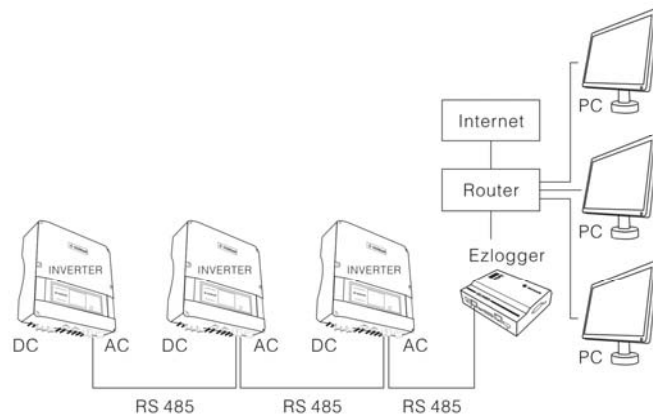 PC
Internet
Router
PC
Ezlogger
INVERTER
INVERTER
INVERTER
DC
AC
DC
AC
DC
AC
PC
RS 485
RS 485
RS 485